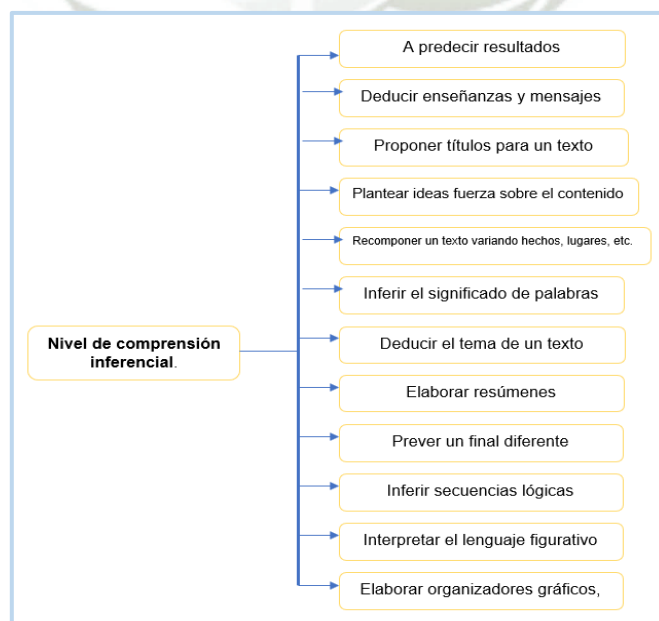 A predecir resultados
Deducir enseñanzas y mensajes
Proponer títulos para un texto
Plantear ideas fuerza sobre el contenido
Recomponer un texto variando hechos, lugares, etc.
Inferir el significado de palabras
Nivel de comprensión
inferencial.
Deducir el tema de un texto
Elaborar resúmenes
Prever un final diferente
Inferir secuencias lógicas
Interpretar el lenguaje figurativo
Elaborar organizadores gráficos,